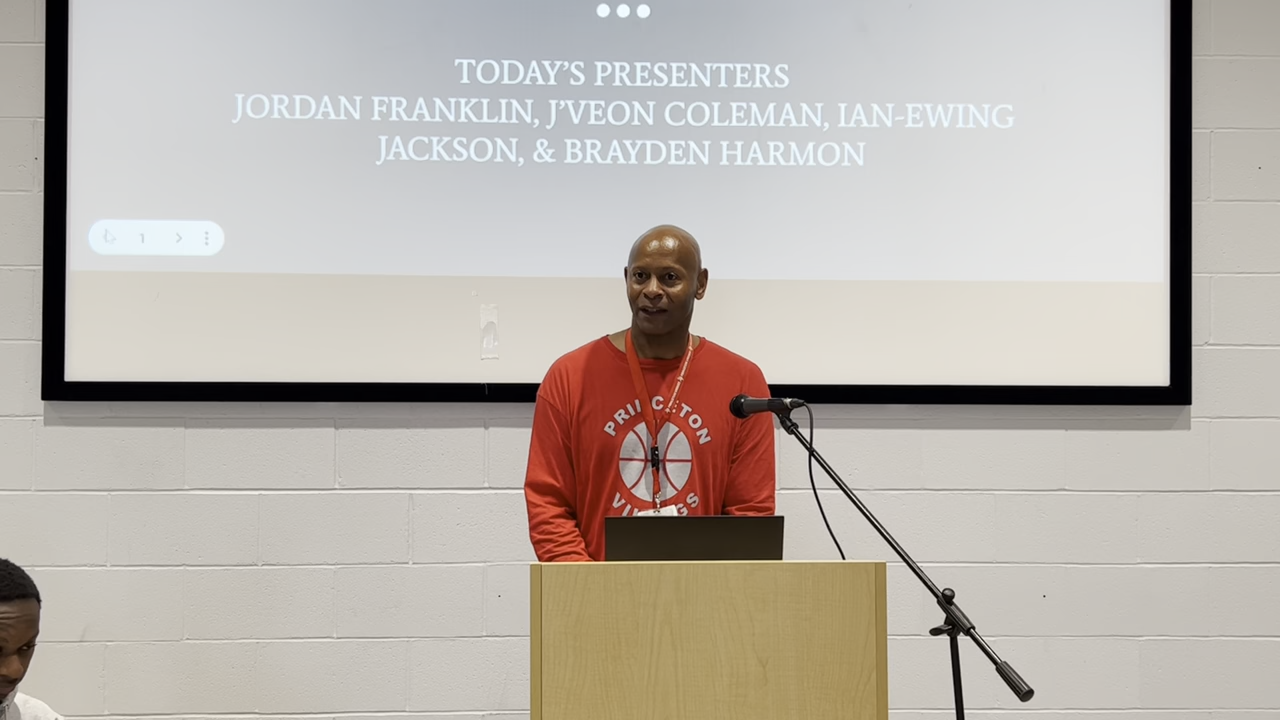 TODAY’S PRESENTERS
JORDAN FRANKLIN, J’VEON COLEMAN, IAN-EWING
JACKSON, & BRAYDEN HARMON
1
PRINCETON
VIKINGS